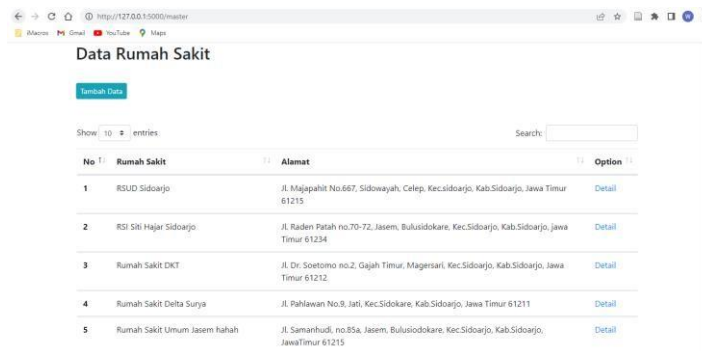 http://127.0.0.1:5000/master
iMacros Gmail YouTube Maps
Data Rumah Sakit
Tambah Data
Show 10 entries Search:
No Rumah Sakit Alamat Option
1 RSUD Sidoarjo Jl. Majapahit No.667, Sidowayah, Celep, Kec.sidoarjo, Kab.Sidoarjo, Jawa Timur Detail
61215
2 RSI Siti Hajar Sidoarjo Jl. Raden Patah no.70-72, Jasem, Bulusidokare, Kec.Sidoarjo, Kab.Sidoarjo, jawa Detail
Timur 61234
3 Rumah Sakit DKT Jl. Dr. Soetomo no.2, Gajah Timur, Magersari, Kec.Sidoarjo, Kab.Sidoarjo, Jawa Detail
Timur 61212
4 Rumah Sakit Delta Surya Jl. Pahlawan No.9, Jati, Kec.Sidokare, Kab.Sidoarjo, Jawa Timur 61211 Detail
5 Rumah Sakit Umum Jasem hahah Jl. Samanhudi, no.85a, Jasem, Bulusiodokare, Kec.Sidoarjo, Kab.Sidoarjo, Detail
JawaTimur 61215